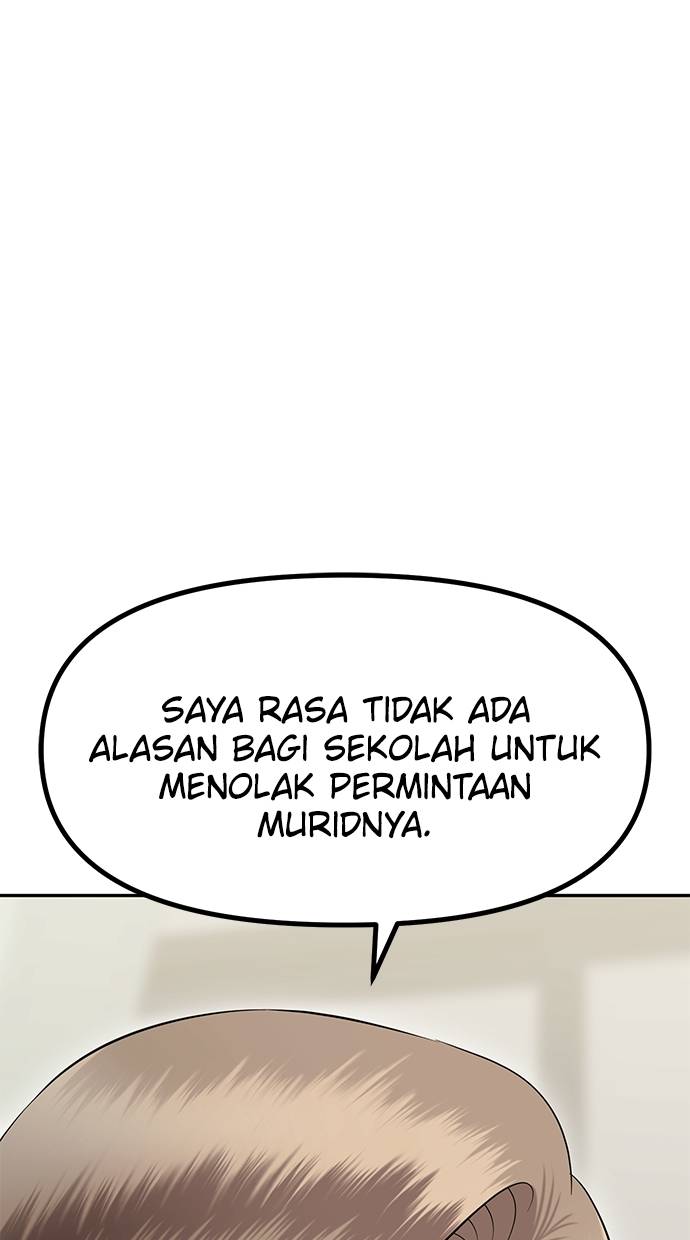 SAYA RASA TIDAK ADA
ALASAN BAGI SEKOLAH UNTUK
MENOLAK PERMINTAAN
MURIDNYA.